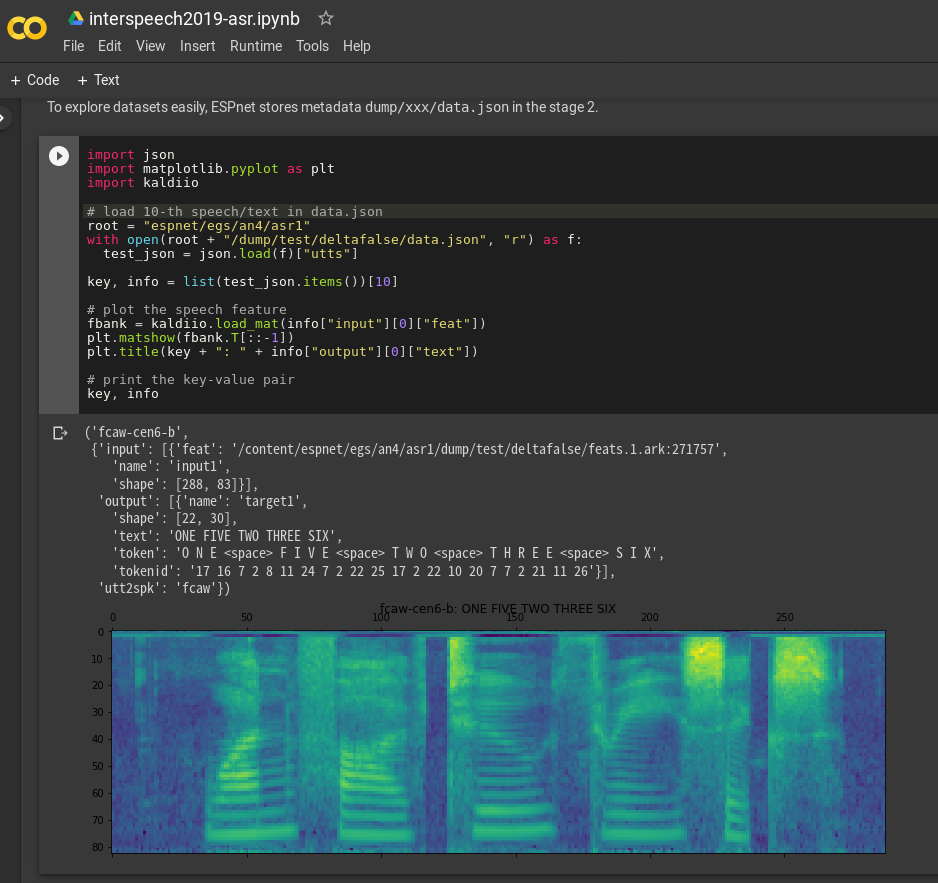 interspeech2019-asr.ipynb
File Edit View Insert Runtime Tools Help
+ Code + Text
To explore datasets easily, ESPnet stores metadata dump/xxx/data.json in the stage 2.
import json
import matplotlib.pyplot as plt
import kaldiio
# load 10-th speech/text in data.json
root = "espnet/egs/an4/asr1"
with open(root + "/dump/test/deltafalse/data.json", "r") as f:
  test_json = json.load(f)["utts"]
key, info = list(test_json.items())[10]
# plot the speech feature
fbank = kaldiio.load_mat(info["input"][0]["feat"])
plt.matshow(fbank.T[::-1])
plt.title(key + ": " + info["output"][0]["text"])
# print the key-value pair
key, info
('fcaw-cen6-b',
 {'input': [{'feat': '/content/espnet/egs/an4/asr1/dump/test/deltafalse/feats.1.ark:271757',
    'name': 'input1',
    'shape': [288, 83]}],
  'output': [{'name': 'target1',
    'shape': [22, 30],
    'text': 'ONE FIVE TWO THREE SIX',
    'token': 'O N E <space> F I V E <space> T W O <space> T H R E E <space> S I X',
    'tokenid': '17 16 7 2 8 11 24 7 2 22 25 17 2 22 10 20 7 7 2 21 11 26'}],
  'utt2spk': 'fcaw'})
fcaw-cen6-b: ONE FIVE TWO THREE SIX
0 50 100 150 200 250
0
10
20
30
40
50
60
70
80